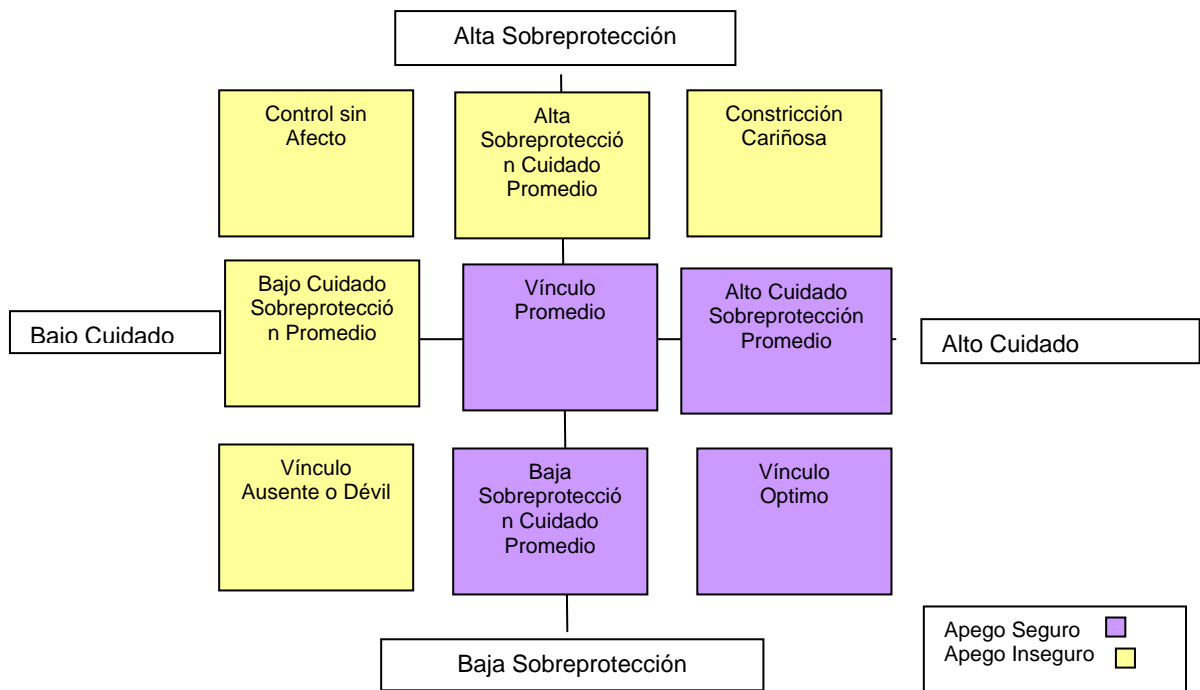 Alta Sobreprotección
Control sin
Afecto
Alta
Sobreprotecció
n Cuidado
Promedio
Constricción
Cariñosa
Bajo Cuidado
Bajo Cuidado
Sobreprotecció
n Promedio
Vínculo
Promedio
Alto Cuidado
Sobreprotección
Promedio
Alto Cuidado
Vínculo
Ausente o Dévil
Baja
Sobreprotecció
n Cuidado
Promedio
Vínculo
Optimo
Baja Sobreprotección
Apego Seguro
Apego Inseguro